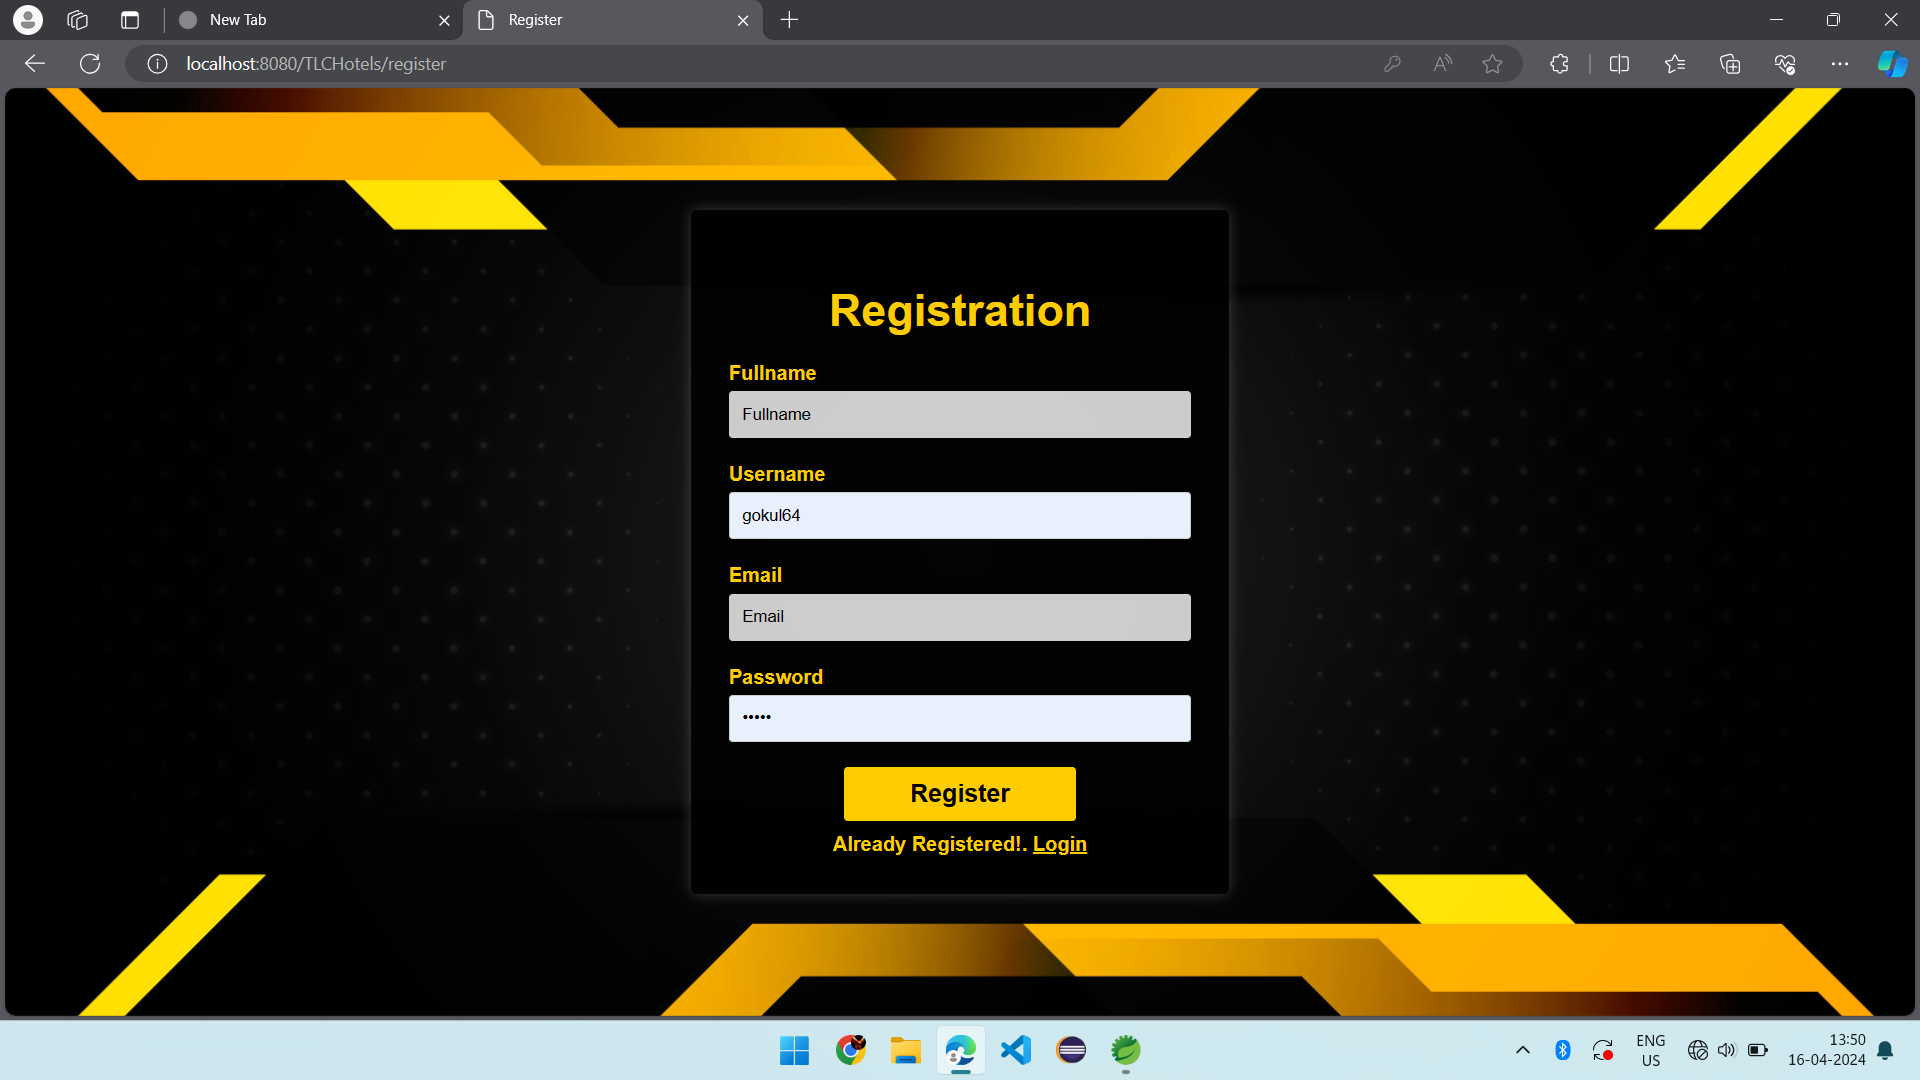 New Tab
Register
localhost:8080/TLCHotels/register
Registration
Fullname
Fullname
Username
gokul64
Email
Email
Password
•••••
Register
Already Registered!. Login
ENG
US
13:50
16-04-2024